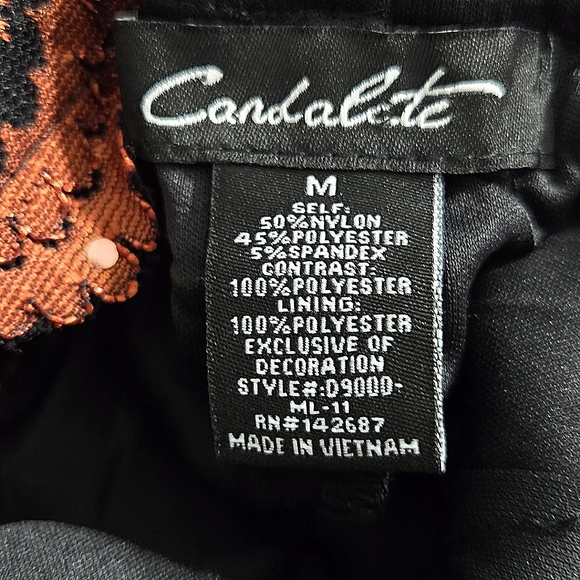 Candalete
M
SELF:
50%NYLON
45%POLYESTER
5%SPANDEX
CONTRAST:
100%POLYESTER
LINING:
100%POLYESTER
EXCLUSIVE OF
DECORATION
STYLE#:D9000-
ML-11
RN#142687
MADE IN VIETNAM